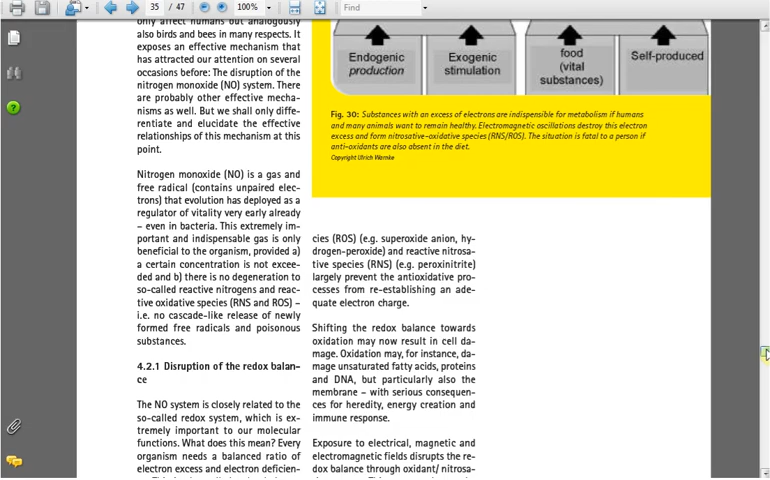 35 / 47
100%
Find
only affect humans but analogously
also birds and bees in many respects. It
exposes an effective mechanism that
has attracted our attention on several
occasions before: The disruption of the
nitrogen monoxide (NO) system. There
are probably other effective mecha-
nisms as well. But we shall only diffe-
rentiate and elucidate the effective
relationships of this mechanism at this
point.
Nitrogen monoxide (NO) is a gas and
free radical (contains unpaired elec-
trons) that evolution has deployed as a
regulator of vitality very early already
– even in bacteria. This extremely im-
portant and indispensable gas is only
beneficial to the organism, provided a)
a certain concentration is not excee-
ded and b) there is no degeneration to
so-called reactive nitrogens and reac-
tive oxidative species (RNS and ROS) –
i.e. no cascade-like release of newly
formed free radicals and poisonous
substances.
4.2.1 Disruption of the redox balan-
ce
The NO system is closely related to the
so-called redox system, which is ex-
tremely important to our molecular
functions. What does this mean? Every
organism needs a balanced ratio of
electron excess and electron deficien-
Endogenic
production
Exogenic
stimulation
food
(vital
substances)
Self-produced
Fig. 30: Substances with an excess of electrons are indispensible for metabolism if humans
and many animals want to remain healthy. Electromagnetic oscillations destroy this electron
excess and form nitrosative-oxidative species (RNS/ROS). The situation is fatal to a person if
anti-oxidants are also absent in the diet.
Copyright Ulrich Warnke
cies (ROS) (e.g. superoxide anion, hy-
drogen-peroxide) and reactive nitrosa-
tive species (RNS) (e.g. peroxinitrite)
largely prevent the antioxidative pro-
cesses from re-establishing an ade-
quate electron charge.
Shifting the redox balance towards
oxidation may now result in cell da-
mage. Oxidation may, for instance, da-
mage unsaturated fatty acids, proteins
and DNA, but particularly also the
membrane – with serious consequen-
ces for heredity, energy creation and
immune response.
Exposure to electrical, magnetic and
electromagnetic fields disrupts the re-
dox balance through oxidant/ nitrosa-